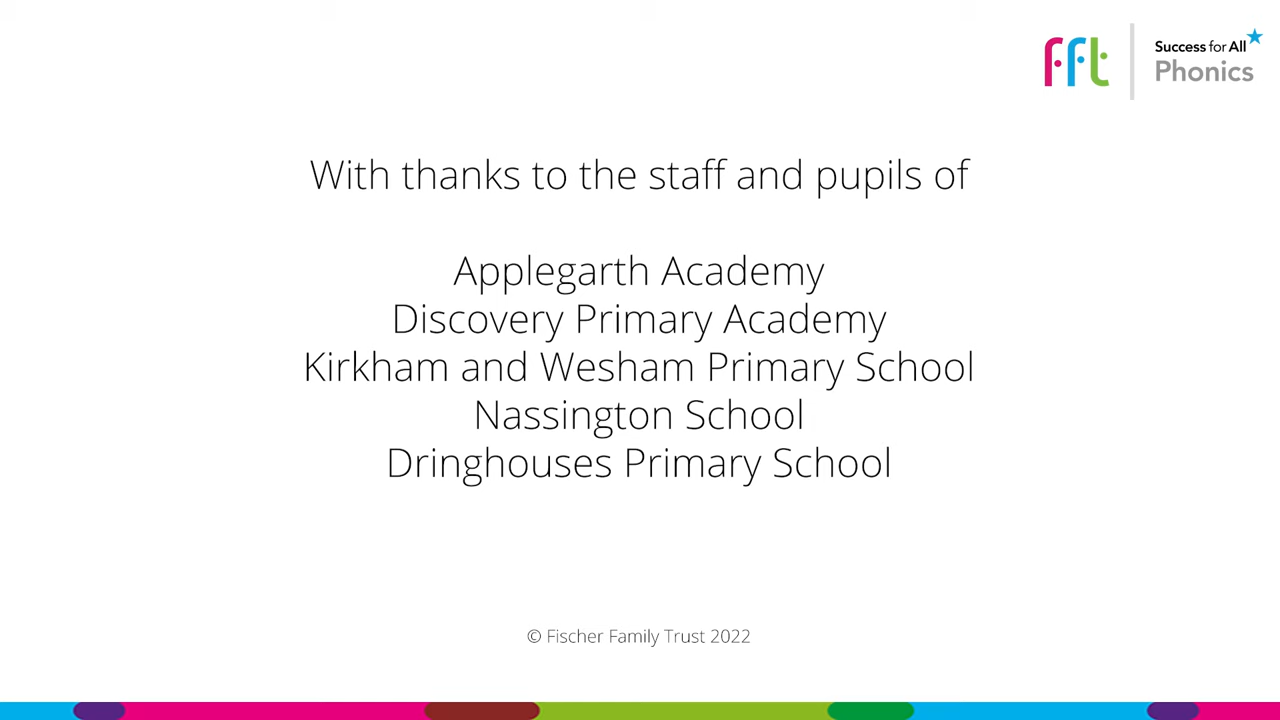 fft
Success for All
Phonics
With thanks to the staff and pupils of
Applegarth Academy
Discovery Primary Academy
Kirkham and Wesham Primary School
Nassington School
Dringhouses Primary School
© Fischer Family Trust 2022